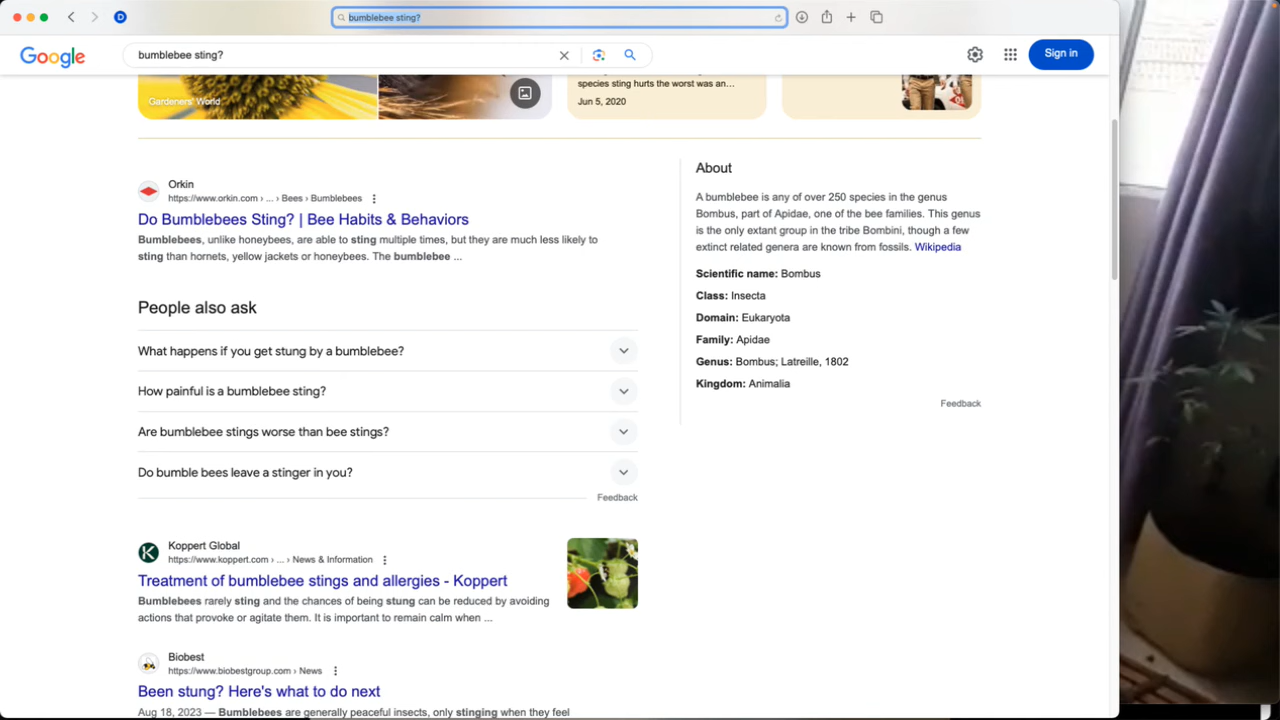 bumblebee sting?
Google
bumblebee sting?
Sign in
Gardeners' World
species sting hurts the worst was an...
Jun 5, 2020
Orkin
https://www.orkin.com › ... › Bees › Bumblebees
Do Bumblebees Sting? | Bee Habits & Behaviors
Bumblebees, unlike honeybees, are able to sting multiple times, but they are much less likely to
sting than hornets, yellow jackets or honeybees. The bumblebee ...
People also ask
What happens if you get stung by a bumblebee?
How painful is a bumblebee sting?
Are bumblebee stings worse than bee stings?
Do bumble bees leave a stinger in you?
Feedback
Koppert Global
https://www.koppert.com › ... › News & Information
Treatment of bumblebee stings and allergies - Koppert
Bumblebees rarely sting and the chances of being stung can be reduced by avoiding
actions that provoke or agitate them. It is important to remain calm when ...
Biobest
https://www.biobestgroup.com › News
Been stung? Here's what to do next
Aug 18, 2023 — Bumblebees are generally peaceful insects, only stinging when they feel
About
A bumblebee is any of over 250 species in the genus
Bombus, part of Apidae, one of the bee families. This genus
is the only extant group in the tribe Bombini, though a few
extinct related genera are known from fossils. Wikipedia
Scientific name: Bombus
Class: Insecta
Domain: Eukaryota
Family: Apidae
Genus: Bombus; Latreille, 1802
Kingdom: Animalia
Feedback